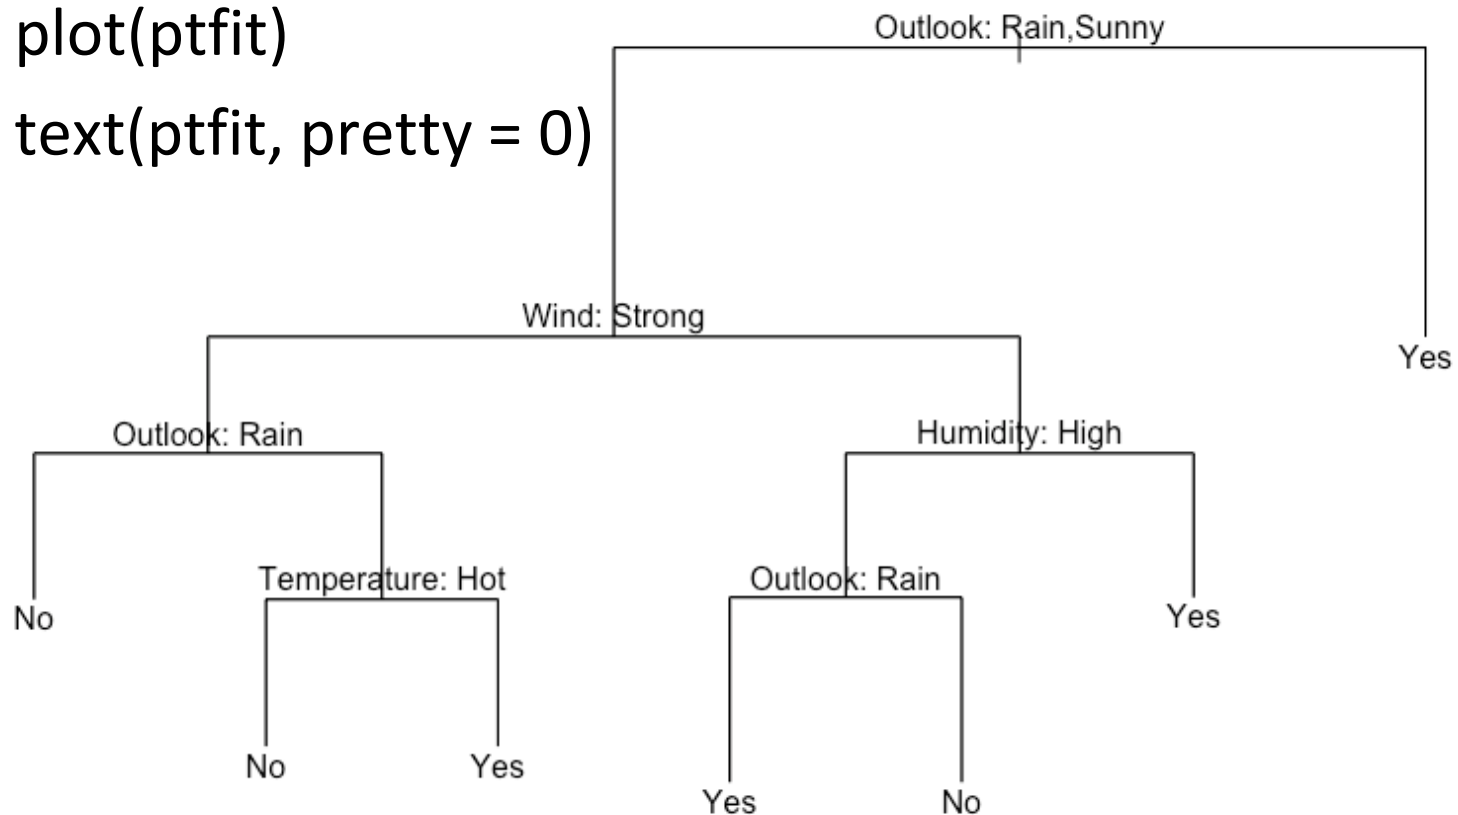 plot(ptfit)
Outlook: Rain,Sunny
text(ptfit, pretty = 0)
Wind: Strong
Yes
Outlook: Rain
Humidity: High
Temperature: Hot
Outlook: Rain
No
Yes
No
Yes
Yes
No